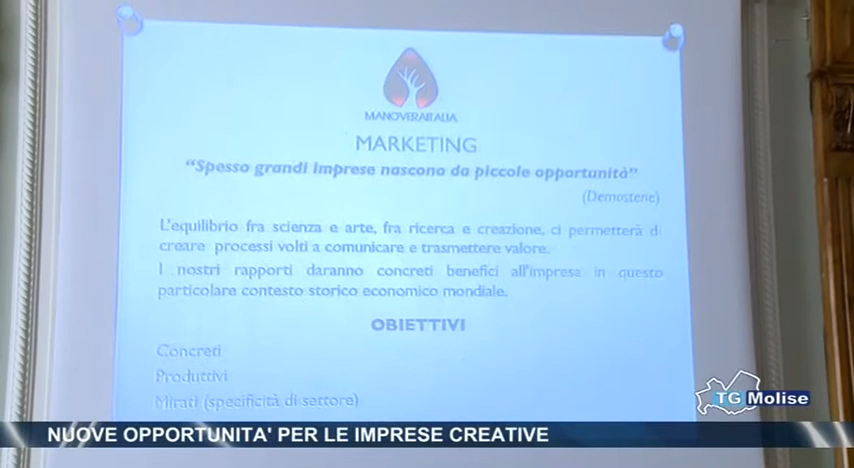 MANOVERAITALIA
MARKETING
“Spesso grandi imprese nascono da piccole opportunità”
(Demostene)
L'equilibrio fra scienza e arte, fra ricerca e creazione, ci permetterà di
creare processi volti a comunicare e trasmettere valore.
I nostri rapporti daranno concreti benefici all'impresa in questo
particolare contesto storico economico mondiale.
OBIETTIVI
Concreti
Produttivi
Mirati (specificità di settore)
TG Molise
NUOVE OPPORTUNITA' PER LE IMPRESE CREATIVE